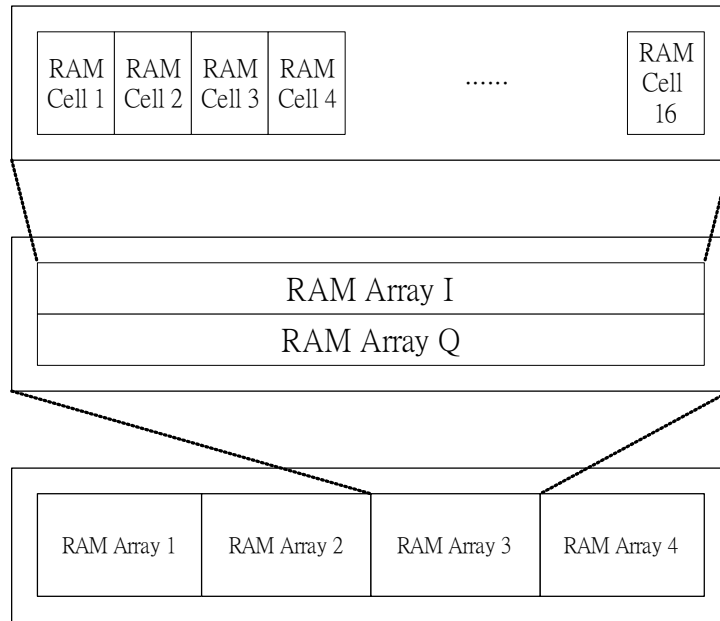 RAM
Cell 1
RAM
Cell 2
RAM
Cell 3
RAM
Cell 4
......
RAM
Cell
16
RAM Array I
RAM Array Q
RAM Array 1
RAM Array 2
RAM Array 3
RAM Array 4